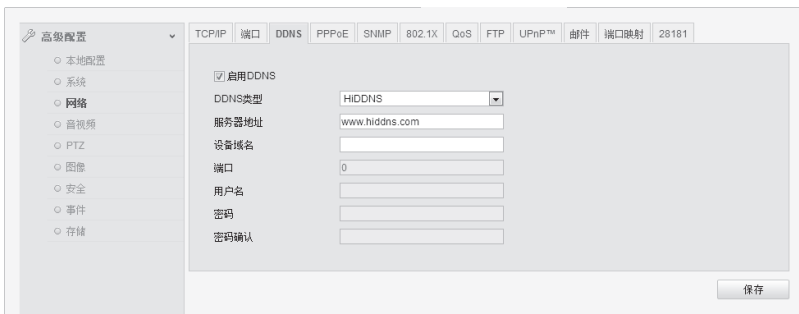 高级配置
本地配置
系统
网络
音视频
PTZ
图像
安全
事件
存储
TCP/IP 端口 DDNS PPPoE SNMP 802.1X QoS FTP UPnP™ 邮件 端口映射 28181
启用DDNS
DDNS类型 HiDDNS
服务器地址 www.hiddns.com
设备域名
端口 0
用户名
密码
密码确认
保存